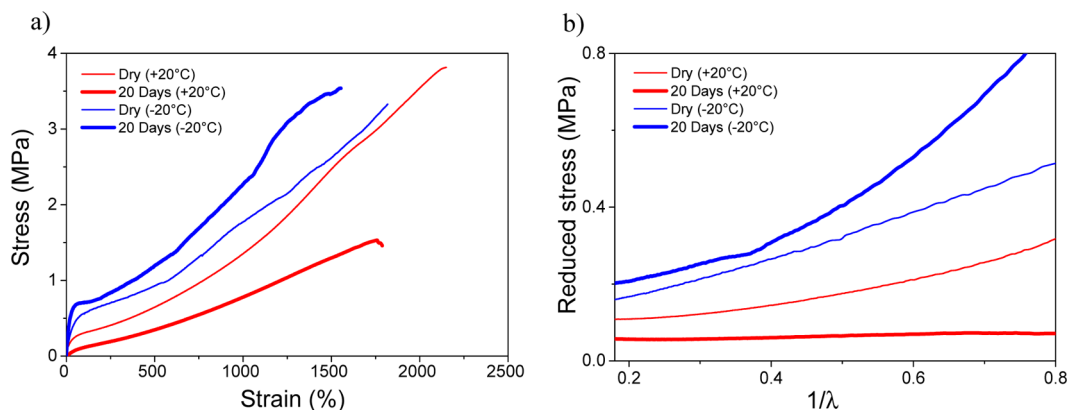 a)
4
3
2
1
0
Stress (MPa)
Dry (+20°C)
20 Days (+20°C)
Dry (-20°C)
20 Days (-20°C)
0 500 1000 1500 2000 2500
Strain (%)
b)
0.8
0.4
0.0
Reduced stress (MPa)
Dry (+20°C)
20 Days (+20°C)
Dry (-20°C)
20 Days (-20°C)
0.2 0.4 0.6 0.8
1/λ